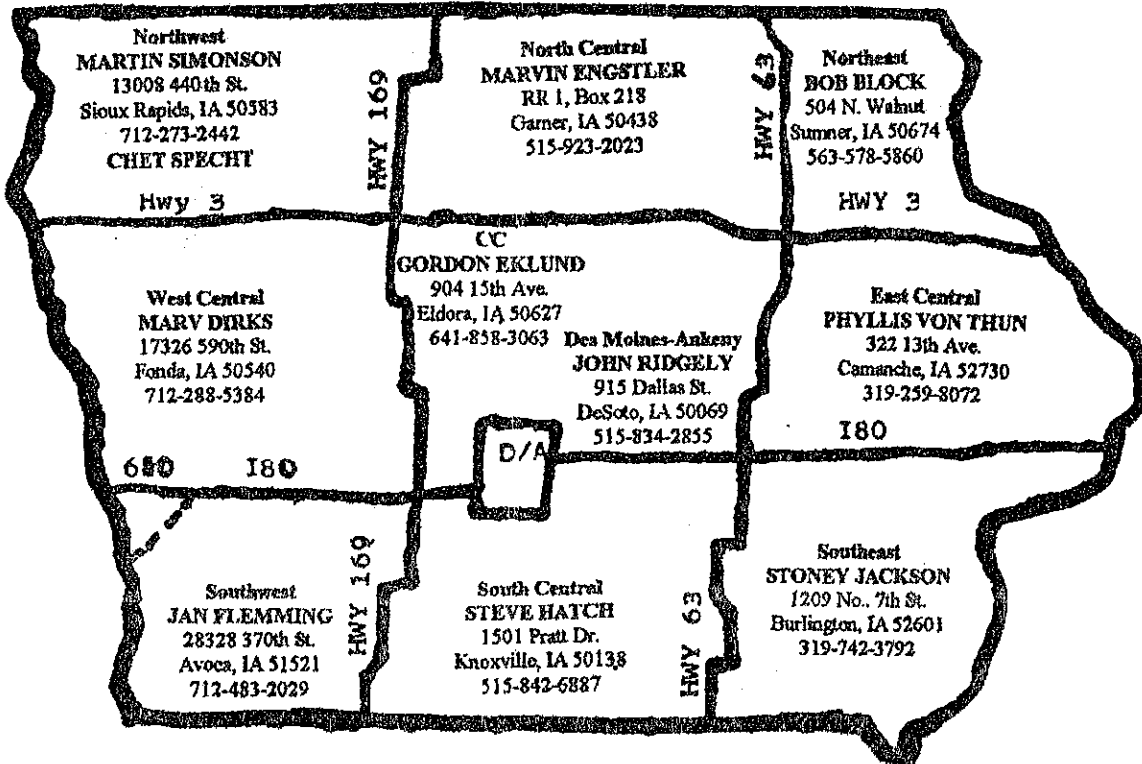 Northwest
MARTIN SIMONSON
13008 440th St.
Sioux Rapids, IA 50583
712-273-2442
CHET SPECHT
HWY 169
North Central
MARVIN ENGSTLER
RR 1, Box 218
Garner, IA 50438
515-923-2023
HWY 63
Northeast
BOB BLOCK
504 N. Walnut
Sumner, IA 50674
563-578-5860
Hwy 3
HWY 3
West Central
MARV DIRKS
17326 590th St.
Fonda, IA 50540
712-288-5384
CC
GORDON EKLUND
904 15th Ave.
Eldora, IA 50627
641-858-3063
Des Moines-Ankeny
JOHN RIDGELY
915 Dallas St.
DeSoto, IA 50069
515-834-2855
East Central
PHYLLIS VON THUN
322 13th Ave.
Camanche, IA 52730
319-259-8072
680
I80
D/A
I80
Southwest
JAN FLEMMING
28328 370th St.
Avoca, IA 51521
712-483-2029
HWY 169
South Central
STEVE HATCH
1501 Pratt Dr.
Knoxville, IA 50138
515-842-6887
HWY 63
Southeast
STONEY JACKSON
1209 No.. 7th St.
Burlington, IA 52601
319-742-3792